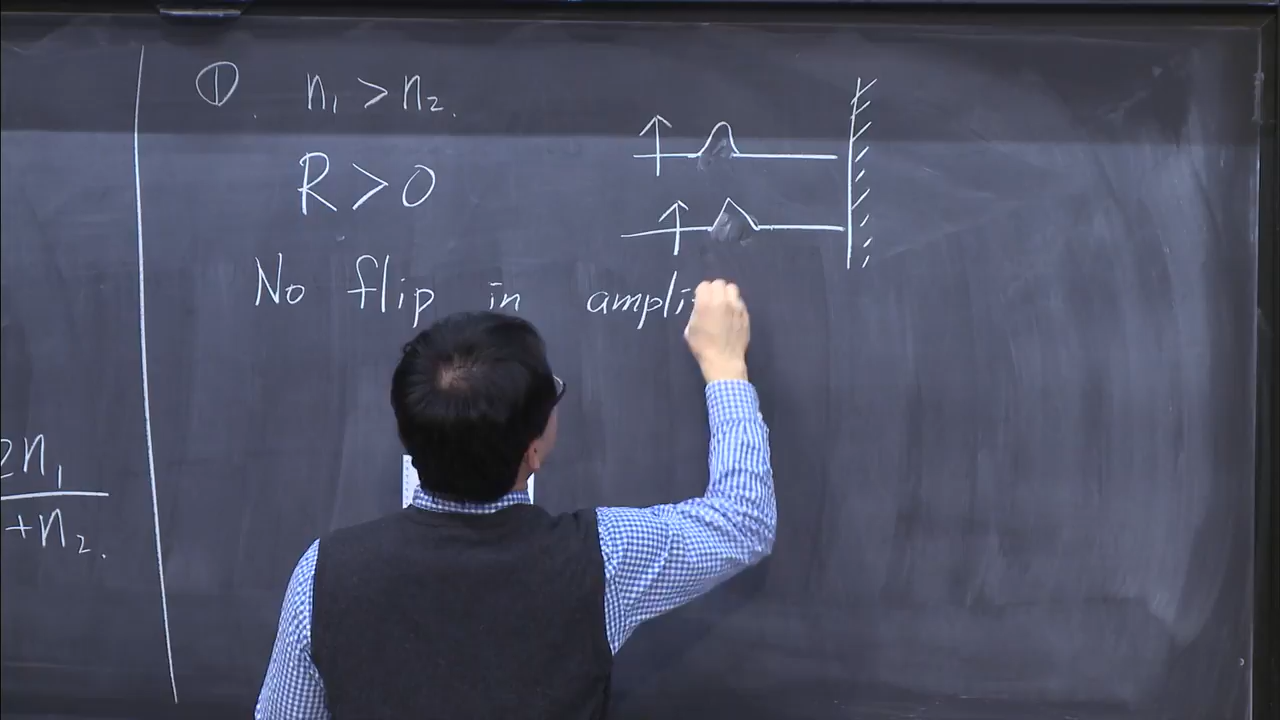 ① n₁ > n₂.
R > 0
No flip in ampli
2n₁
+n₂.